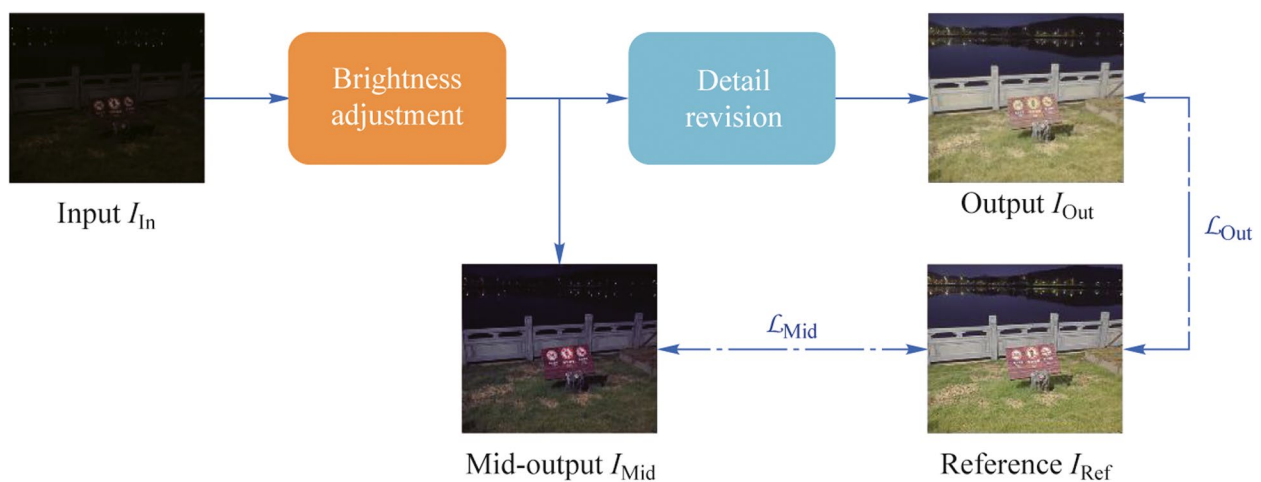 Brightness
adjustment
Detail
revision
Input I_In
Output I_Out
ℒ_Out
ℒ_Mid
Mid-output I_Mid
Reference I_Ref